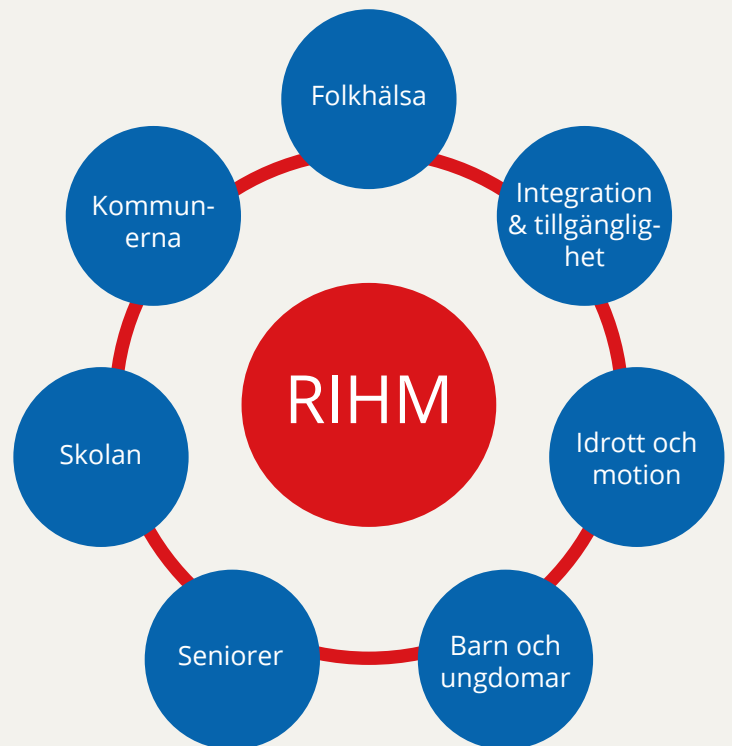 Folkhälsa
Integration
& tillgänglig-
het
Idrott och
motion
Barn och
ungdomar
Seniorer
Skolan
Kommun-
erna
RIHM